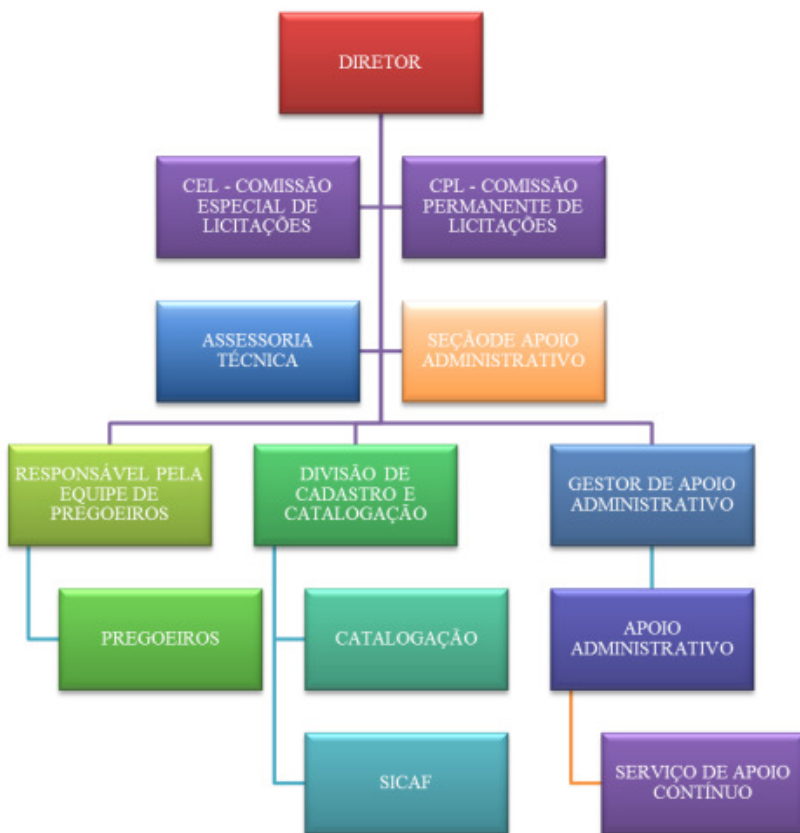 DIRETOR
CEL - COMISSÃO
ESPECIAL DE
LICITAÇÕES
CPL - COMISSÃO
PERMANENTE DE
LICITAÇÕES
ASSESSORIA
TÉCNICA
SEÇÃODE APOIO
ADMINISTRATIVO
RESPONSÁVEL PELA
EQUIPE DE
PREGOEIROS
DIVISÃO DE
CADASTRO E
CATALOGAÇÃO
GESTOR DE APOIO
ADMINISTRATIVO
PREGOEIROS
CATALOGAÇÃO
APOIO
ADMINISTRATIVO
SICAF
SERVIÇO DE APOIO
CONTÍNUO